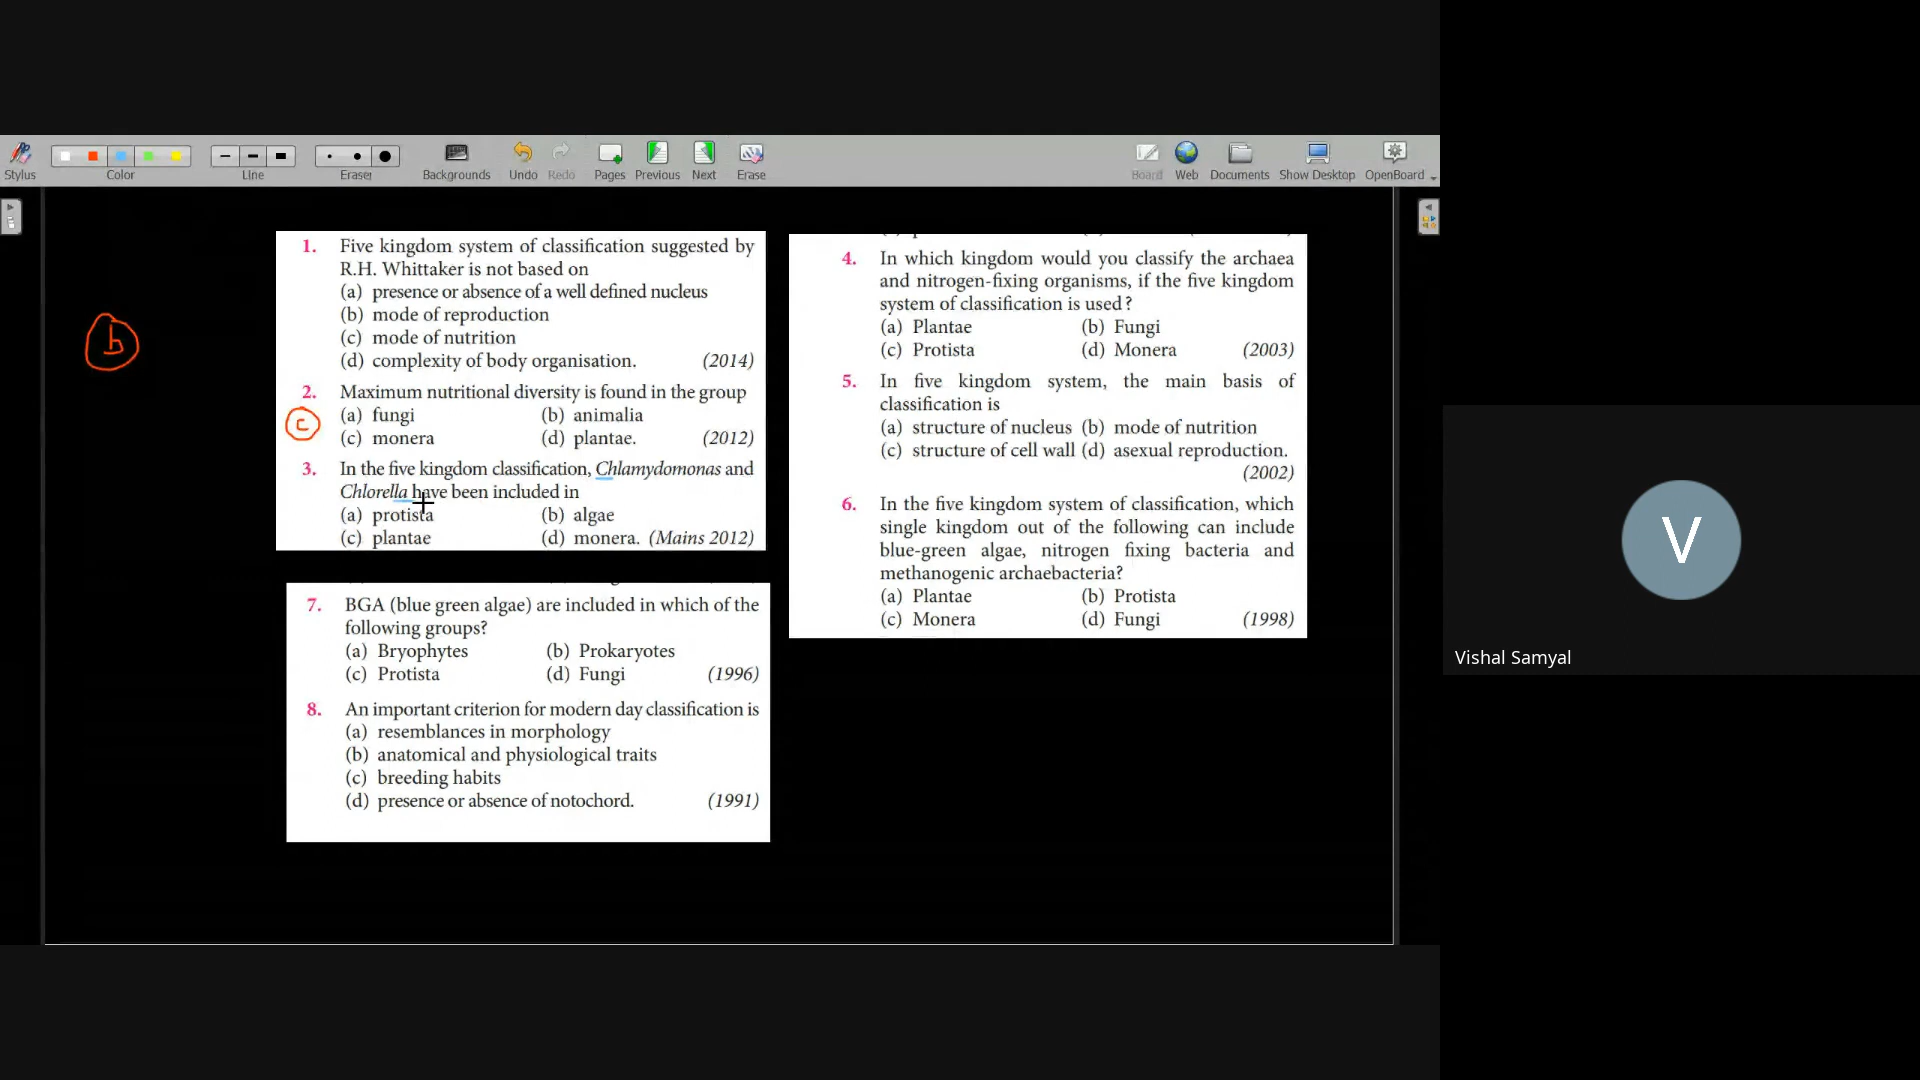 Stylus
Color
Line
Eraser
Backgrounds
Undo
Redo
Pages
Previous
Next
Erase
Board
Web
Documents
Show Desktop
OpenBoard
b
1. Five kingdom system of classification suggested by
R.H. Whittaker is not based on
(a) presence or absence of a well defined nucleus
(b) mode of reproduction
(c) mode of nutrition
(d) complexity of body organisation. (2014)
2. Maximum nutritional diversity is found in the group
(a) fungi (b) animalia
c
(c) monera (d) plantae. (2012)
3. In the five kingdom classification, Chlamydomonas and
Chlorella have been included in
(a) protista (b) algae
(c) plantae (d) monera. (Mains 2012)
4. In which kingdom would you classify the archaea
and nitrogen-fixing organisms, if the five kingdom
system of classification is used?
(a) Plantae (b) Fungi
(c) Protista (d) Monera (2003)
5. In five kingdom system, the main basis of
classification is
(a) structure of nucleus (b) mode of nutrition
(c) structure of cell wall (d) asexual reproduction.
(2002)
6. In the five kingdom system of classification, which
single kingdom out of the following can include
blue-green algae, nitrogen fixing bacteria and
methanogenic archaebacteria?
(a) Plantae (b) Protista
(c) Monera (d) Fungi (1998)
7. BGA (blue green algae) are included in which of the
following groups?
(a) Bryophytes (b) Prokaryotes
(c) Protista (d) Fungi (1996)
8. An important criterion for modern day classification is
(a) resemblances in morphology
(b) anatomical and physiological traits
(c) breeding habits
(d) presence or absence of notochord. (1991)
V
Vishal Samyal